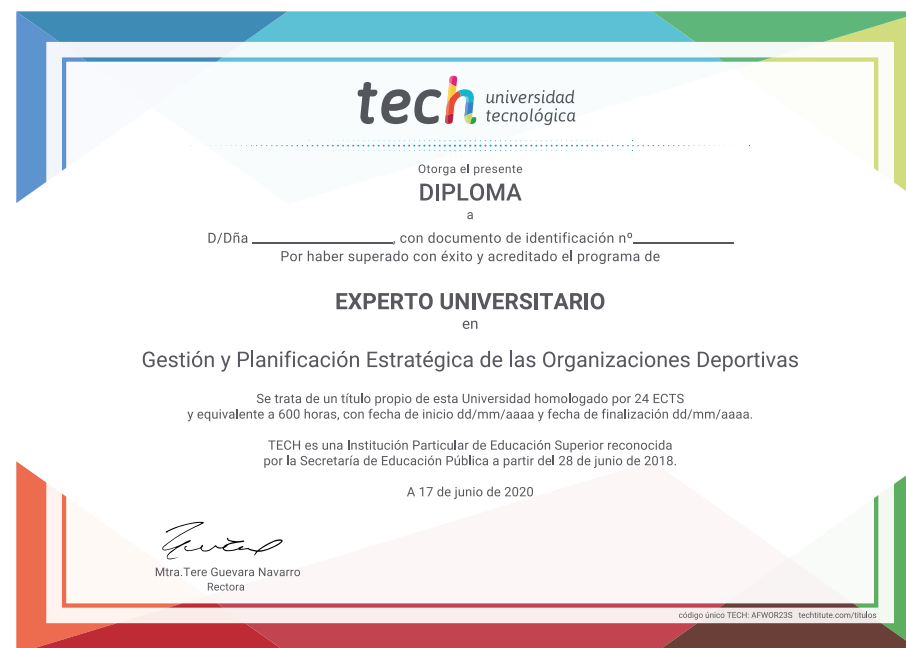 tech universidad
tecnológica
Otorga el presente
DIPLOMA
a
D/Dña ____________________, con documento de identificación nº______________
Por haber superado con éxito y acreditado el programa de
EXPERTO UNIVERSITARIO
en
Gestión y Planificación Estratégica de las Organizaciones Deportivas
Se trata de un título propio de esta Universidad homologado por 24 ECTS
y equivalente a 600 horas, con fecha de inicio dd/mm/aaaa y fecha de finalización dd/mm/aaaa.
TECH es una Institución Particular de Educación Superior reconocida
por la Secretaría de Educación Pública a partir del 28 de junio de 2018.
A 17 de junio de 2020
Mtra.Tere Guevara Navarro
Rectora
código único TECH: AFWOR23S techtitute.com/titulos